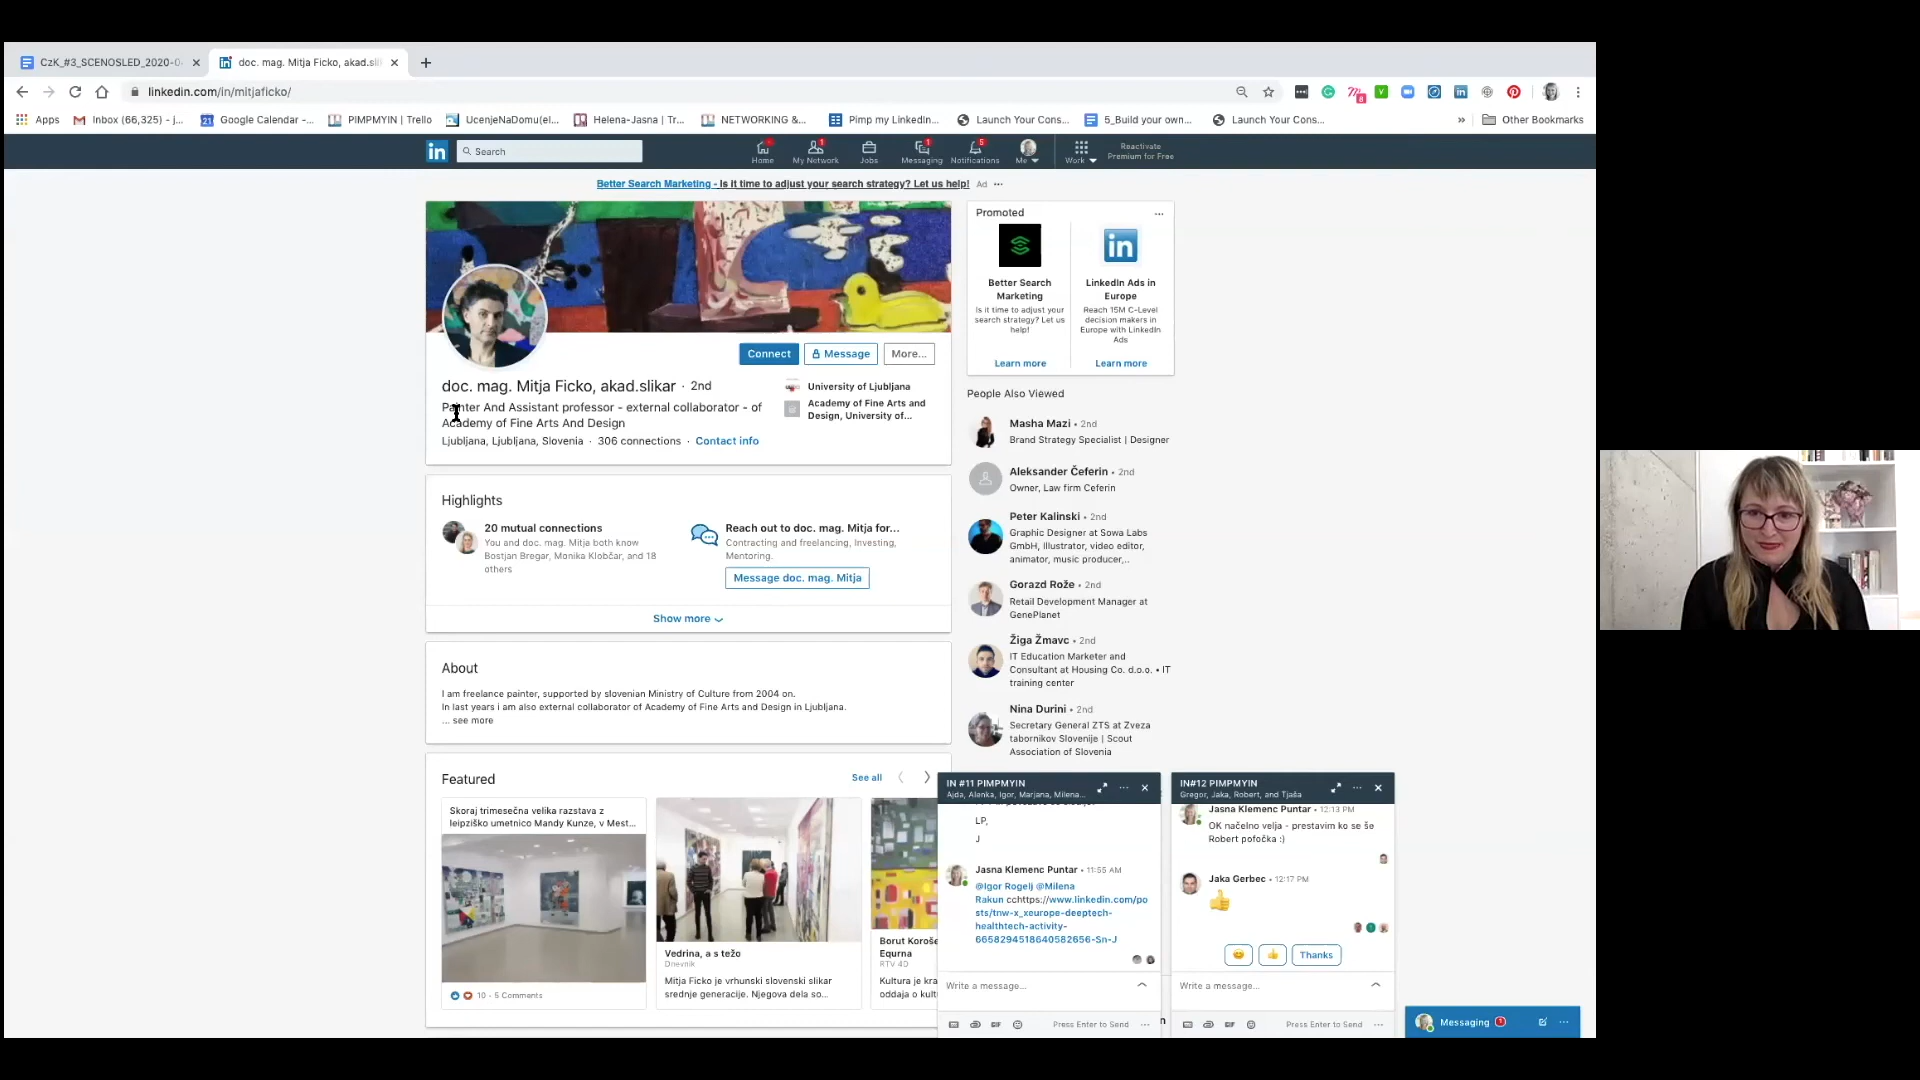 CzK_#3_SCENOSLED_2020-0
doc. mag. Mitja Ficko, akad.sli
linkedin.com/in/mitjaficko/
Apps
Inbox (66,325) - j...
Google Calendar -...
PIMPMYIN | Trello
UcenjeNaDomu(el...
Helena-Jasna | Tr...
NETWORKING &...
Pimp my LinkedIn...
Launch Your Cons...
5_Build your own...
Launch Your Cons...
Other Bookmarks
in
Search
Home
My Network
Jobs
Messaging
Notifications
Me
Work
Reactivate
Premium for Free
Better Search Marketing - Is it time to adjust your search strategy? Let us help! Ad ...
Connect
Message
More...
doc. mag. Mitja Ficko, akad.slikar · 2nd
Painter And Assistant professor - external collaborator - of
Academy of Fine Arts And Design
Ljubljana, Ljubljana, Slovenia · 306 connections · Contact info
University of Ljubljana
Academy of Fine Arts and
Design, University of...
Highlights
20 mutual connections
You and doc. mag. Mitja both know
Bostjan Bregar, Monika Klobčar, and 18
others
Reach out to doc. mag. Mitja for...
Contracting and freelancing, Investing,
Mentoring.
Message doc. mag. Mitja
Show more
About
I am freelance painter, supported by slovenian Ministry of Culture from 2004 on.
In last years i am also external collaborator of Academy of Fine Arts and Design in Ljubljana.
... see more
Featured
See all
Skoraj trimesečna velika razstava z
leipziško umetnico Mandy Kunze, v Mest...
10 · 5 Comments
Vedrina, a s težo
Dnevnik
Mitja Ficko je vrhunski slovenski slikar
srednje generacije. Njegova dela so...
Borut Koroše
Equrna
RTV 4D
Kultura je kra
oddaja o kult
Promoted
in
Better Search
Marketing
Is it time to adjust your
search strategy? Let us
help!
Learn more
LinkedIn Ads in
Europe
Reach 15M C-Level
decision makers in
Europe with LinkedIn
Ads
Learn more
People Also Viewed
Masha Mazi • 2nd
Brand Strategy Specialist | Designer
Aleksander Čeferin • 2nd
Owner, Law firm Ceferin
Peter Kalinski • 2nd
Graphic Designer at Sowa Labs
GmbH, Illustrator, video editor,
animator, music producer,..
Gorazd Rože • 2nd
Retail Development Manager at
GenePlanet
Žiga Žmavc • 2nd
IT Education Marketer and
Consultant at Housing Co. d.o.o. • IT
training center
Nina Durini • 2nd
Secretary General ZTS at Zveza
tabornikov Slovenije | Scout
Association of Slovenia
IN #11 PIMPMYIN
Ajda, Alenka, Igor, Marjana, Milena...
LP,
J
Jasna Klemenc Puntar • 11:55 AM
@Igor Rogelj @Milena
Rakun cchttps://www.linkedin.com/po
sts/tnw-x_xeurope-deeptech-
healthtech-activity-
6658294518640582656-Sn-J
Write a message...
Press Enter to Send
IN#12 PIMPMYIN
Gregor, Jaka, Robert, and Tjaša
Jasna Klemenc Puntar • 12:13 PM
OK načelno velja - prestavim ko se še
Robert pofočka :)
Jaka Gerbec • 12:17 PM
👍
Thanks
Write a message...
Press Enter to Send
Messaging 1